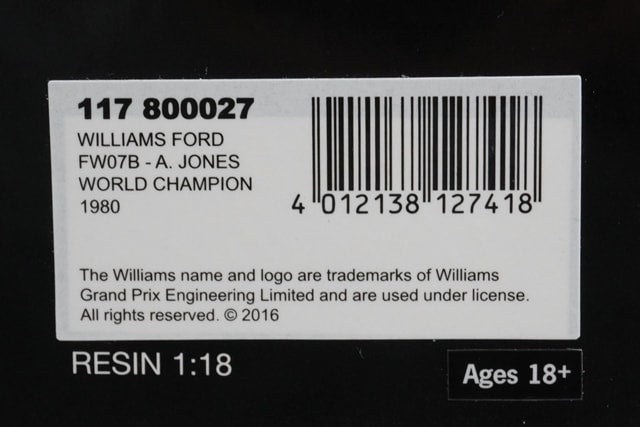 117 800027
WILLIAMS FORD
FW07B - A. JONES
WORLD CHAMPION
1980
4 012138 127418
The Williams name and logo are trademarks of Williams
Grand Prix Engineering Limited and are used under license.
All rights reserved. © 2016
RESIN 1:18
Ages 18+